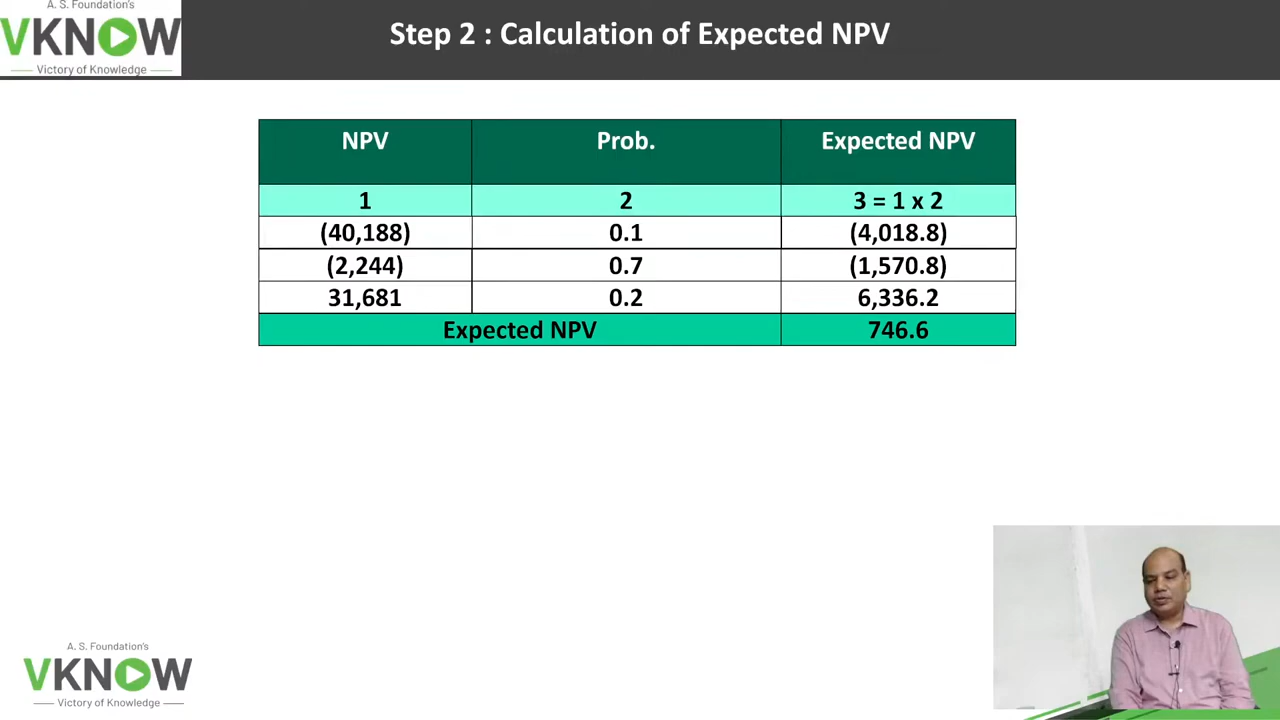 A. S. Foundation's
VKNOW
Victory of Knowledge
Step 2 : Calculation of Expected NPV
NPV Prob. Expected NPV
1 2 3 = 1 x 2
(40,188) 0.1 (4,018.8)
(2,244) 0.7 (1,570.8)
31,681 0.2 6,336.2
Expected NPV 746.6
A. S. Foundation's
VKNOW
Victory of Knowledge